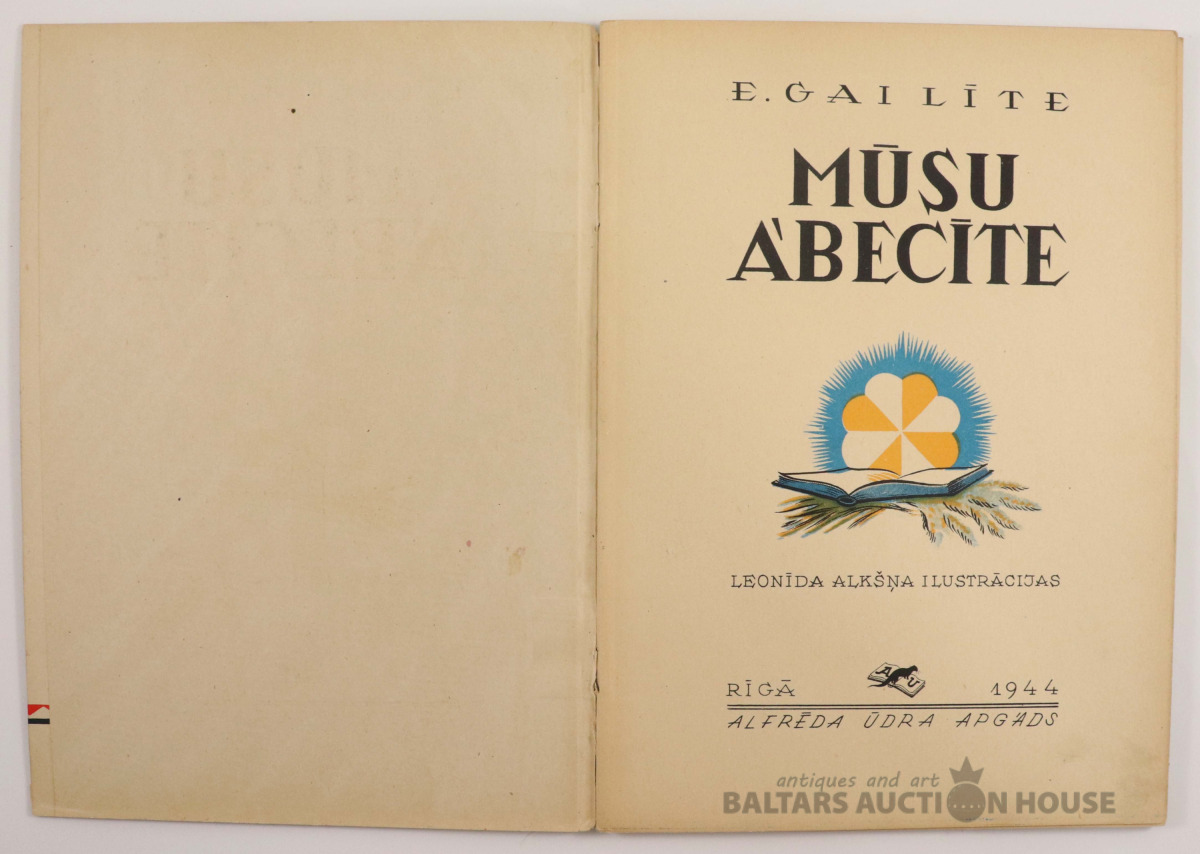 E. GAILĪTE
MŪSU
ĀBECĪTE
LEONĪDA ALKŠŅA ILUSTRĀCIJAS
A U
RĪGĀ 1944
ALFRĒDA ŪDRA APGĀDS
antiques and art
BALTARS AUCTION HOUSE